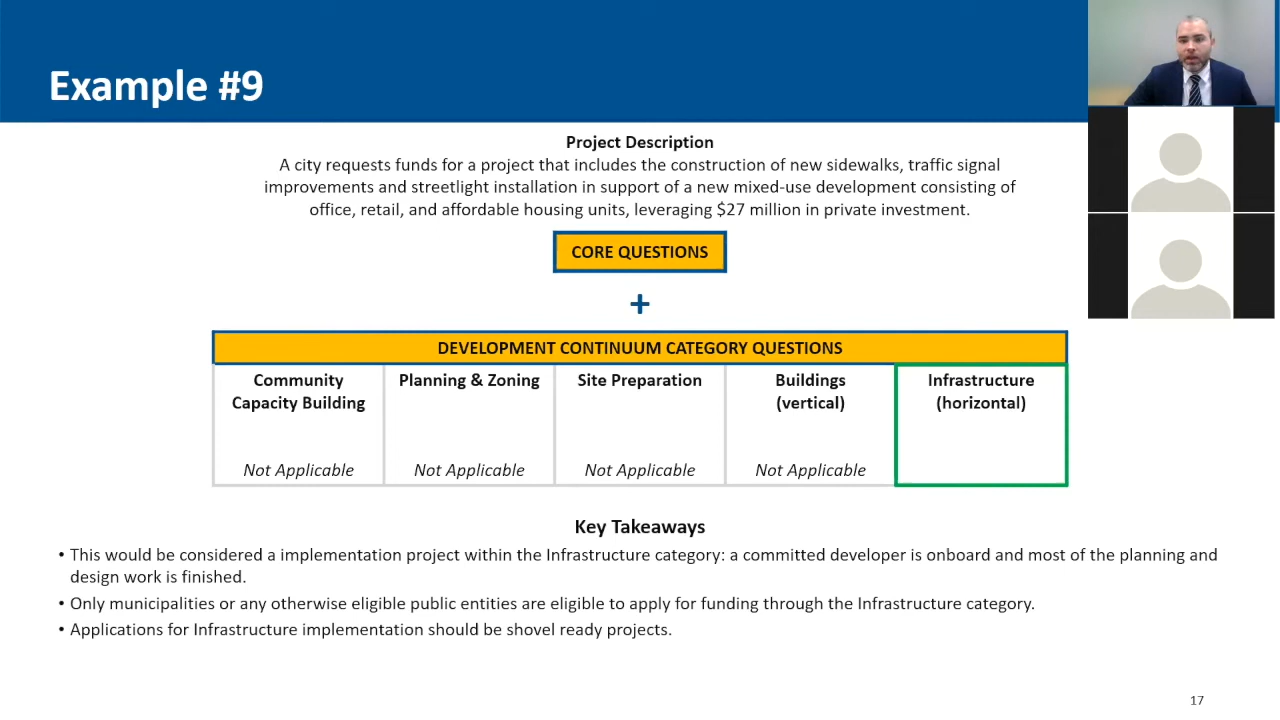 Example #9
Project Description
A city requests funds for a project that includes the construction of new sidewalks, traffic signal
improvements and streetlight installation in support of a new mixed-use development consisting of
office, retail, and affordable housing units, leveraging $27 million in private investment.
CORE QUESTIONS
+
DEVELOPMENT CONTINUUM CATEGORY QUESTIONS
Community
Capacity Building
Not Applicable
Planning & Zoning
Not Applicable
Site Preparation
Not Applicable
Buildings
(vertical)
Not Applicable
Infrastructure
(horizontal)
Key Takeaways
• This would be considered a implementation project within the Infrastructure category: a committed developer is onboard and most of the planning and
design work is finished.
• Only municipalities or any otherwise eligible public entities are eligible to apply for funding through the Infrastructure category.
• Applications for Infrastructure implementation should be shovel ready projects.
17